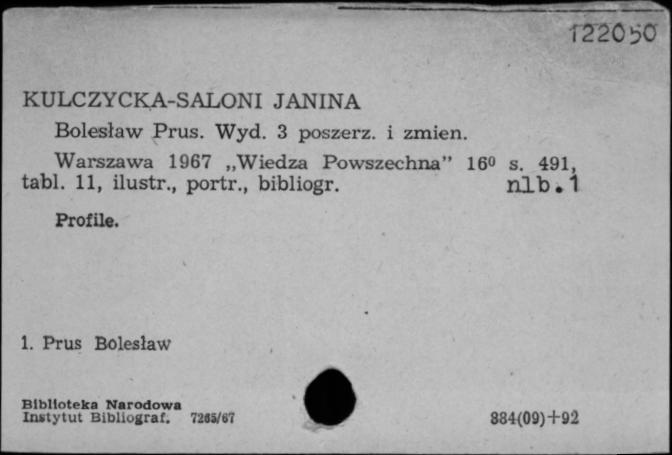 122050
KULCZYCKA-SALONI JANINA
Bolesław Prus. Wyd. 3 poszerz. i zmien.
Warszawa 1967 „Wiedza Powszechna” 16⁰ s. 491,
tabl. 11, ilustr., portr., bibliogr. nlb.1
Profile.
1. Prus Bolesław
Biblioteka Narodowa
Instytut Bibliograf. 7265/67 884(09)+92